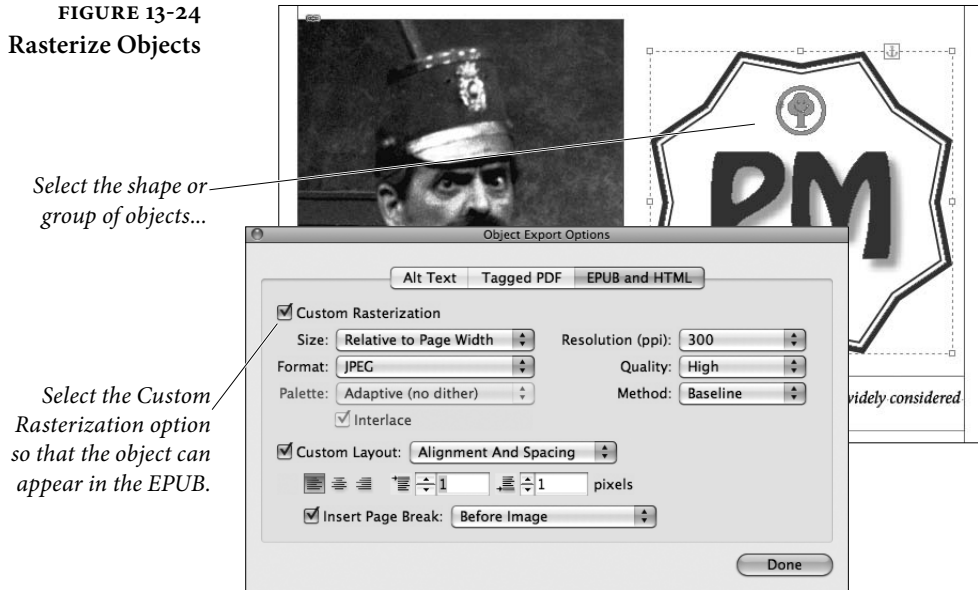 FIGURE 13-24
Rasterize Objects
Select the shape or
group of objects...
PM
Object Export Options
Alt Text Tagged PDF EPUB and HTML
Custom Rasterization
Size: Relative to Page Width Resolution (ppi): 300
Format: JPEG Quality: High
Palette: Adaptive (no dither) Method: Baseline
Interlace
Select the Custom
Rasterization option
so that the object can
appear in the EPUB.
widely considered
Custom Layout: Alignment And Spacing
1 1 pixels
Insert Page Break: Before Image
Done